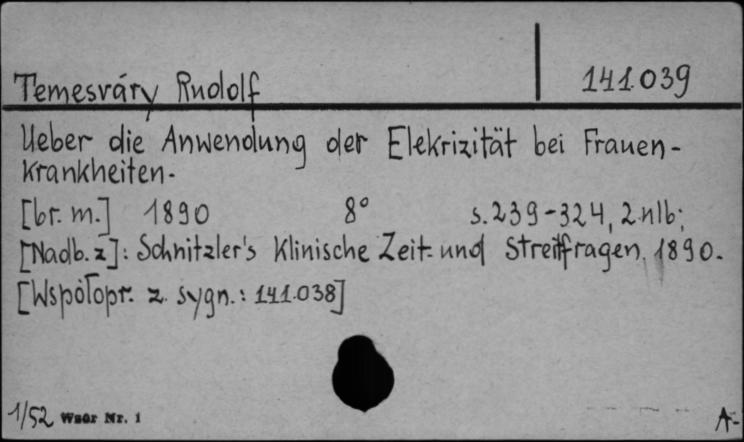 Temesváry Rudolf 141.039
Ueber die Anwendung der Elekrizität bei Frauen-
krankheiten.
[br. m.] 1890 8° s. 239-324, 2 nlb;
[Nadb. z]: Schnitzler's Klinische Zeit- und Streitfragen, 1890.
[Współopr. z sygn.: 141.038]
1/52 Wzór Nr. 1 A-